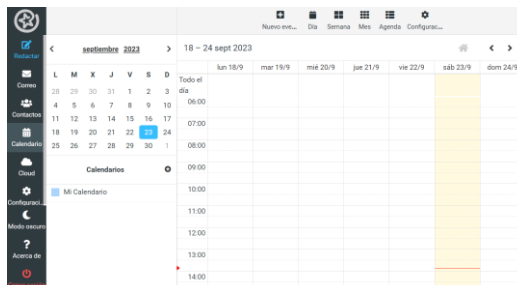 Nuevo eve...
Día
Semana
Mes
Agenda
Configurac...
Redactar
Correo
Contactos
Calendario
Cloud
Configuraci...
Modo oscuro
Acerca de
septiembre 2023
L M X J V S D
28 29 30 31 1 2 3
4 5 6 7 8 9 10
11 12 13 14 15 16 17
18 19 20 21 22 23 24
25 26 27 28 29 30 1
Calendarios
Mi Calendario
18 – 24 sept 2023
lun 18/9 mar 19/9 mié 20/9 jue 21/9 vie 22/9 sáb 23/9 dom 24/9
Todo el
día
06:00
07:00
08:00
09:00
10:00
11:00
12:00
13:00
14:00